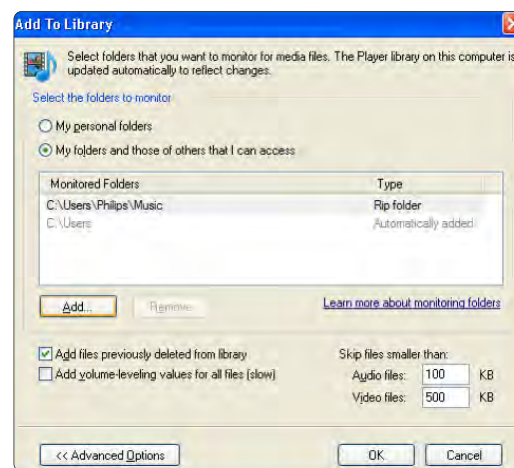 Add To Library
Select folders that you want to monitor for media files. The Player library on this computer is
updated automatically to reflect changes.
Select the folders to monitor
My personal folders
My folders and those of others that I can access
Monitored Folders Type
C:\Users\Philips\Music Rip folder
C:\Users Automatically added
Add... Remove Learn more about monitoring folders
Add files previously deleted from library Skip files smaller than:
Add volume-leveling values for all files (slow) Audio files: 100 KB
Video files: 500 KB
<< Advanced Options OK Cancel